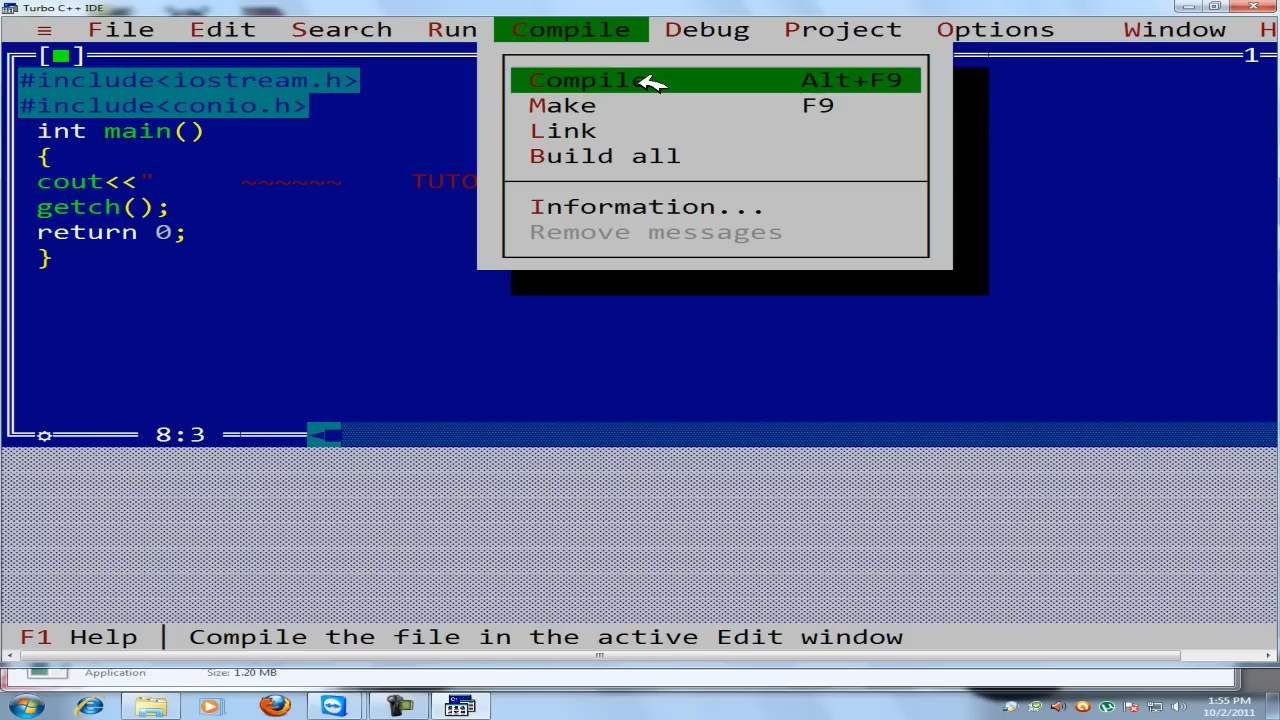 Turbo C++ IDE
≡ File Edit Search Run Compile Debug Project Options Window H
[■] 1
#include<iostream.h>
#include<conio.h>
int main()
{
cout<<" ~~~~~~ TUTO
getch();
return 0;
}
Compile Alt+F9
Make F9
Link
Build all
Information...
Remove messages
8:3
F1 Help | Compile the file in the active Edit window
Application Size: 1.20 MB
1:55 PM
10/2/2011